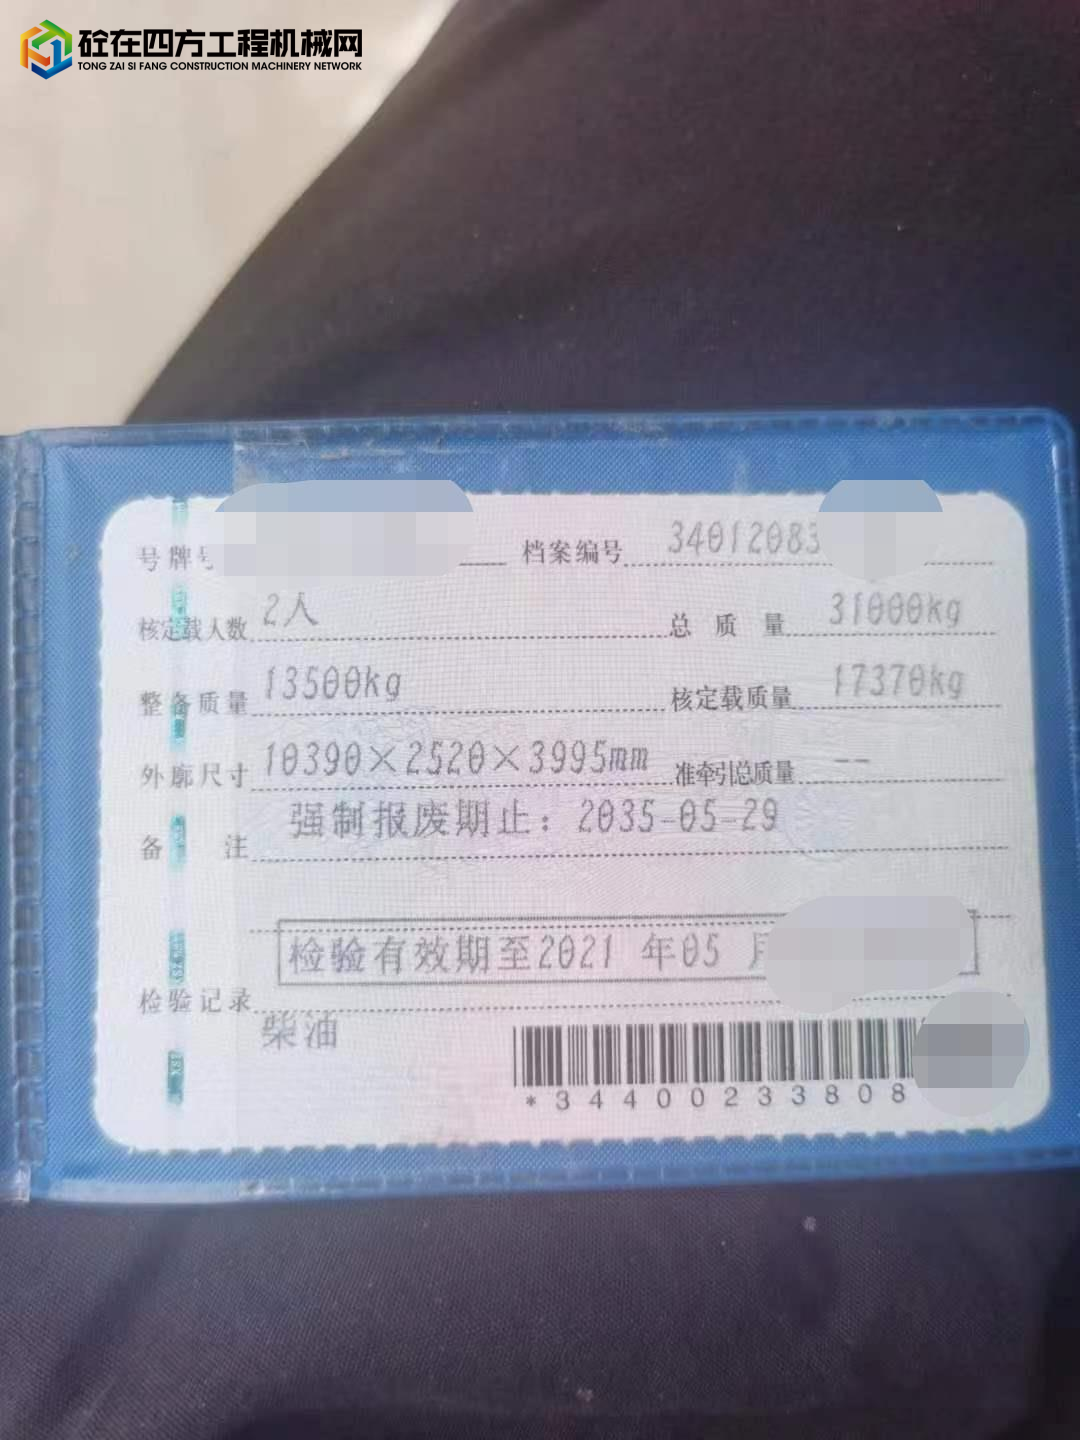 砼在四方工程机械网
TONG ZAI SI FANG CONSTRUCTION MACHINERY NETWORK
号牌号 档案编号 34012083
核定载人数 2人 总质量 31000kg
整备质量 13500kg 核定载质量 17370kg
外廓尺寸 10390×2520×3995mm 准牵引总质量 --
备注 强制报废期止：2035-05-29
检验有效期至2021 年05 月
检验记录
柴油
*34400233808